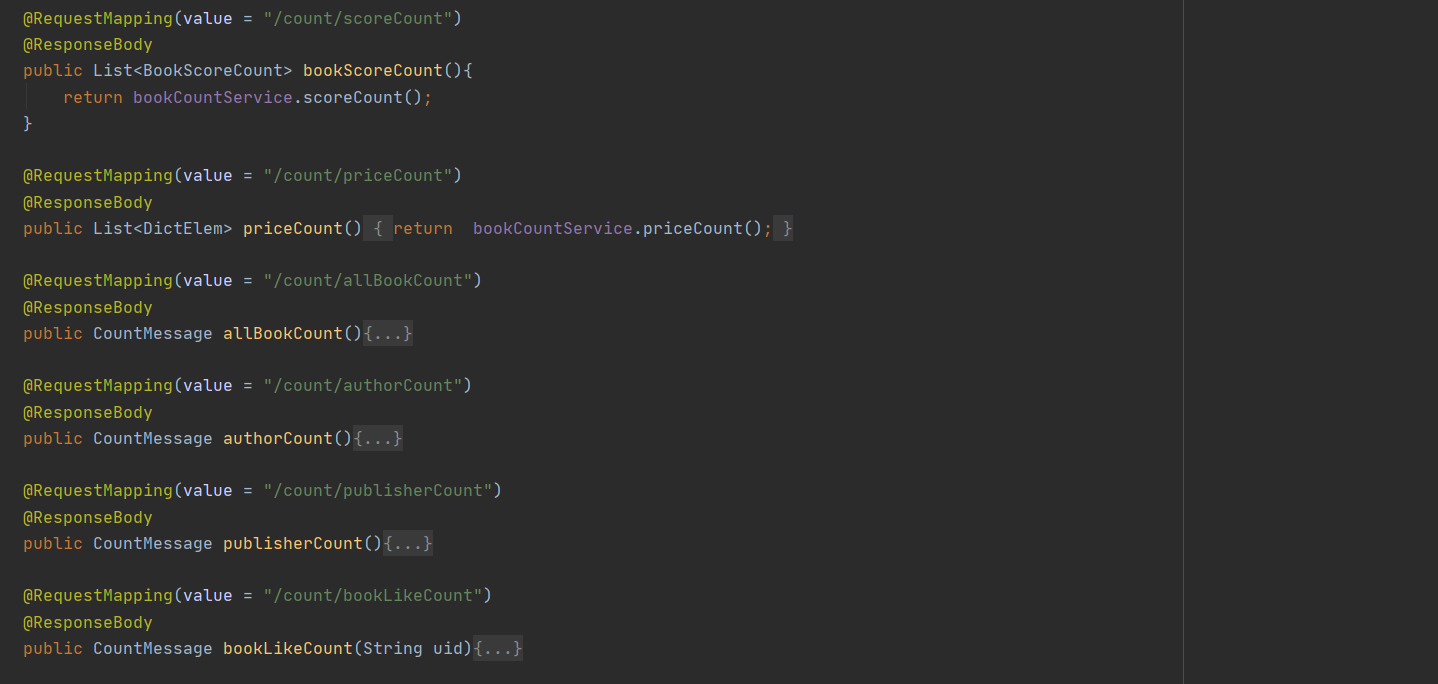 @RequestMapping(value = "/count/scoreCount")
@ResponseBody
public List<BookScoreCount> bookScoreCount(){
    return bookCountService.scoreCount();
}
@RequestMapping(value = "/count/priceCount")
@ResponseBody
public List<DictElem> priceCount() { return  bookCountService.priceCount(); }
@RequestMapping(value = "/count/allBookCount")
@ResponseBody
public CountMessage allBookCount(){...}
@RequestMapping(value = "/count/authorCount")
@ResponseBody
public CountMessage authorCount(){...}
@RequestMapping(value = "/count/publisherCount")
@ResponseBody
public CountMessage publisherCount(){...}
@RequestMapping(value = "/count/bookLikeCount")
@ResponseBody
public CountMessage bookLikeCount(String uid){...}